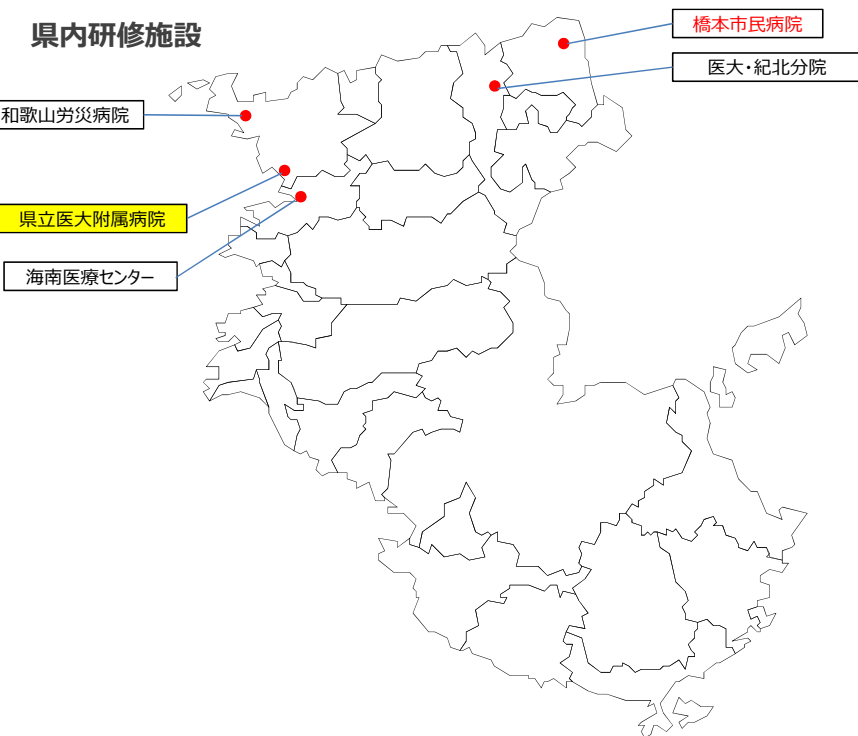 県内研修施設
橋本市民病院
医大・紀北分院
和歌山労災病院
県立医大附属病院
海南医療センター